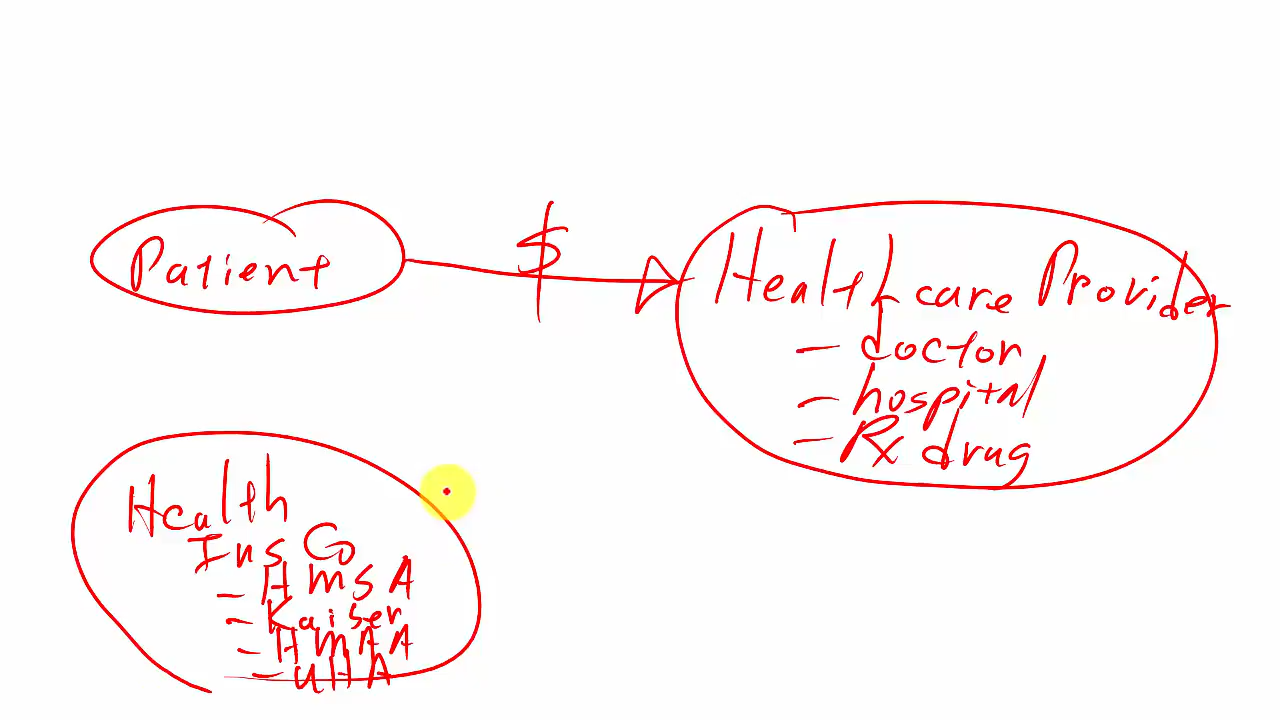 Patient
$
Healthcare Provider
- doctor
- hospital
- Rx drug
Health
Ins Co
- HMSA
- Kaiser
- HMAA
- UHA